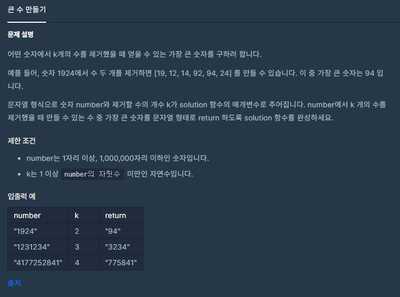 큰 수 만들기
문제 설명
어떤 숫자에서 k개의 수를 제거했을 때 얻을 수 있는 가장 큰 숫자를 구하려 합니다.
예를 들어, 숫자 1924에서 수 두 개를 제거하면 [19, 12, 14, 92, 94, 24] 를 만들 수 있습니다. 이 중 가장 큰 숫자는 94 입
니다.
문자열 형식으로 숫자 number와 제거할 수의 개수 k가 solution 함수의 매개변수로 주어집니다. number에서 k 개의 수를
제거했을 때 만들 수 있는 수 중 가장 큰 숫자를 문자열 형태로 return 하도록 solution 함수를 완성하세요.
제한 조건
• number는 1자리 이상, 1,000,000자리 이하인 숫자입니다.
• k는 1 이상 number의 자릿수 미만인 자연수입니다.
입출력 예
number k return
"1924" 2 "94"
"1231234" 3 "3234"
"4177252841" 4 "775841"
출처